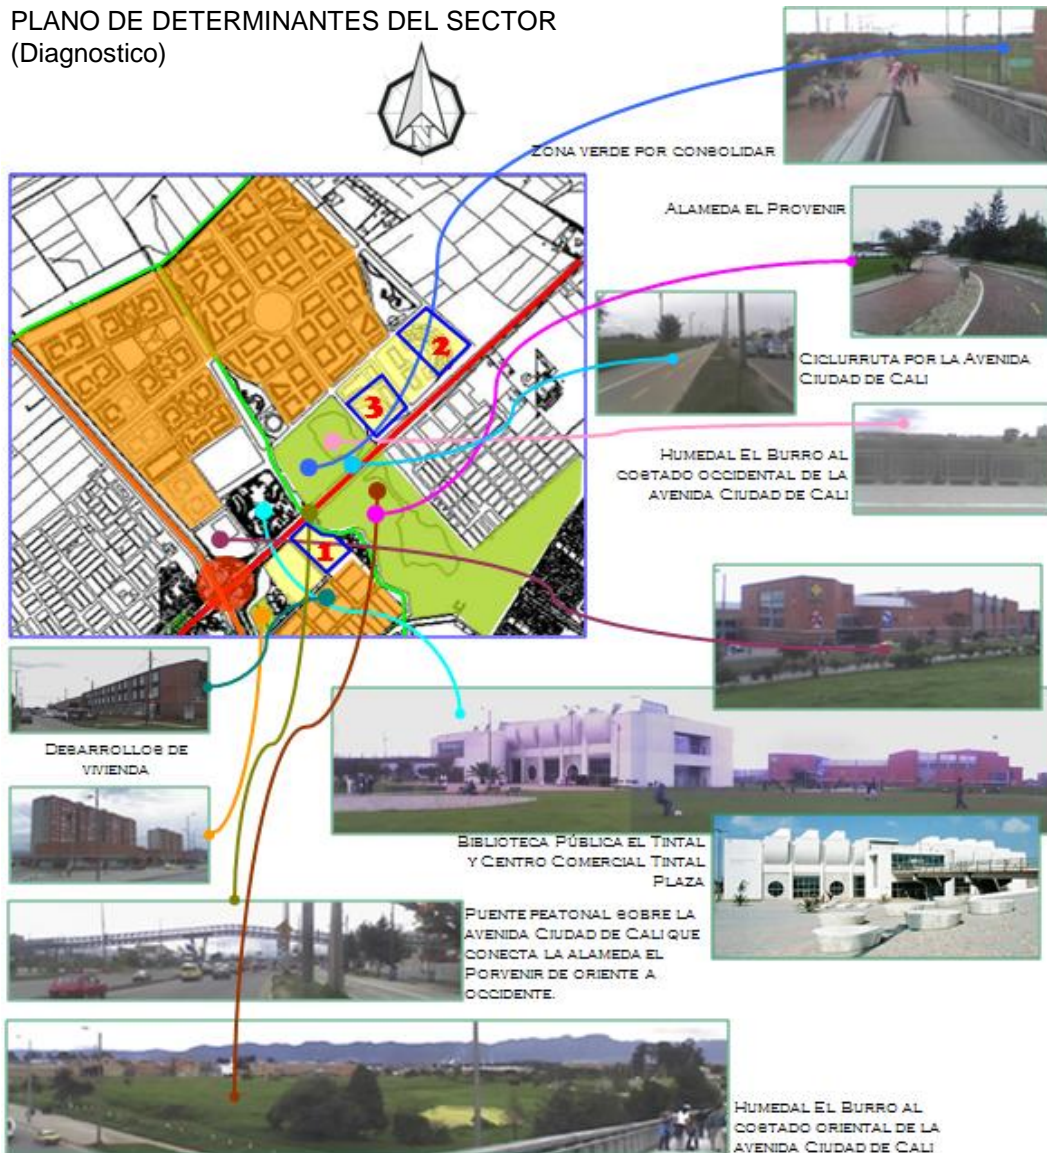 PLANO DE DETERMINANTES DEL SECTOR
(Diagnostico)
N
ZONA VERDE POR CONSOLIDAR
ALAMEDA EL PROVENIR
CICLURRUTA POR LA AVENIDA
CIUDAD DE CALI
HUMEDAL EL BURRO AL
COSTADO OCCIDENTAL DE LA
AVENIDA CIUDAD DE CALI
2
3
1
DESARROLLOS DE
VIVIENDA
BIBLIOTECA PÚBLICA EL TINTAL
Y CENTRO COMERCIAL TINTAL
PLAZA
PUENTE PEATONAL SOBRE LA
AVENIDA CIUDAD DE CALI QUE
CONECTA LA ALAMEDA EL
PORVENIR DE ORIENTE A
OCCIDENTE.
HUMEDAL EL BURRO AL
COSTADO ORIENTAL DE LA
AVENIDA CIUDAD DE CALI